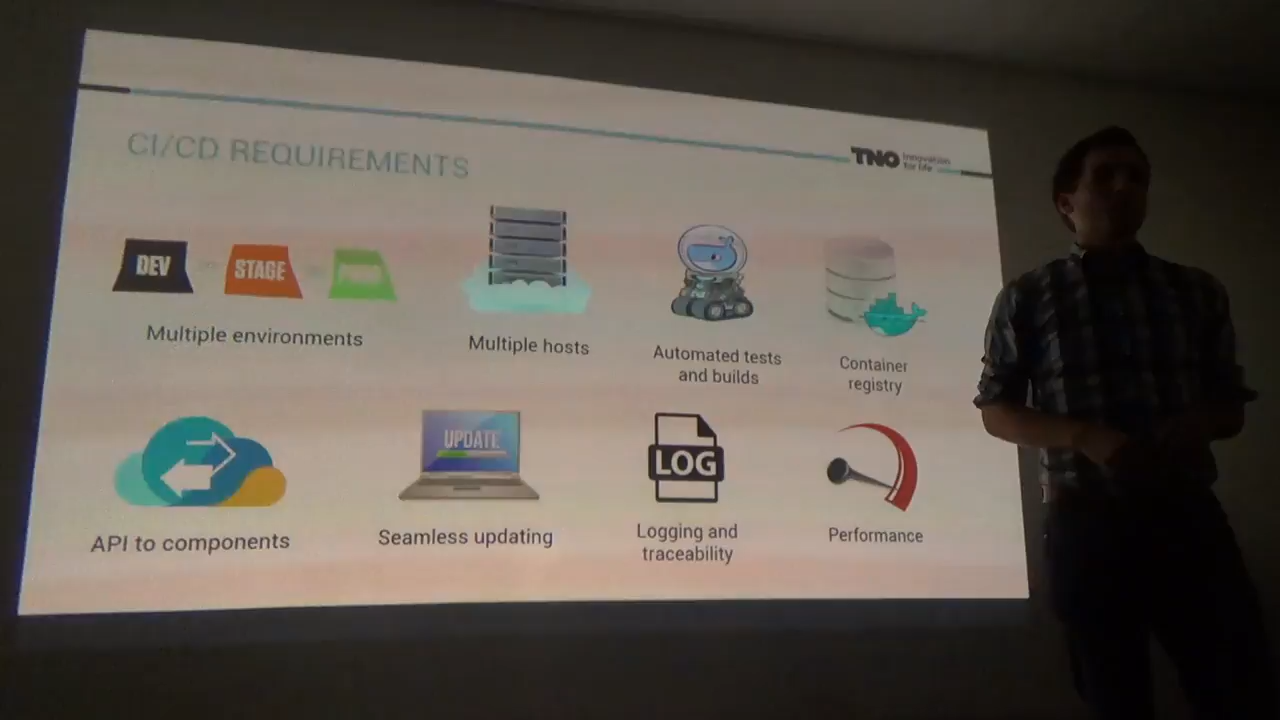 CI/CD REQUIREMENTS
TNO innovation
for life
DEV
STAGE
Multiple environments
Multiple hosts
Automated tests
and builds
Container
registry
API to components
UPDATE
Seamless updating
LOG
Logging and
traceability
Performance